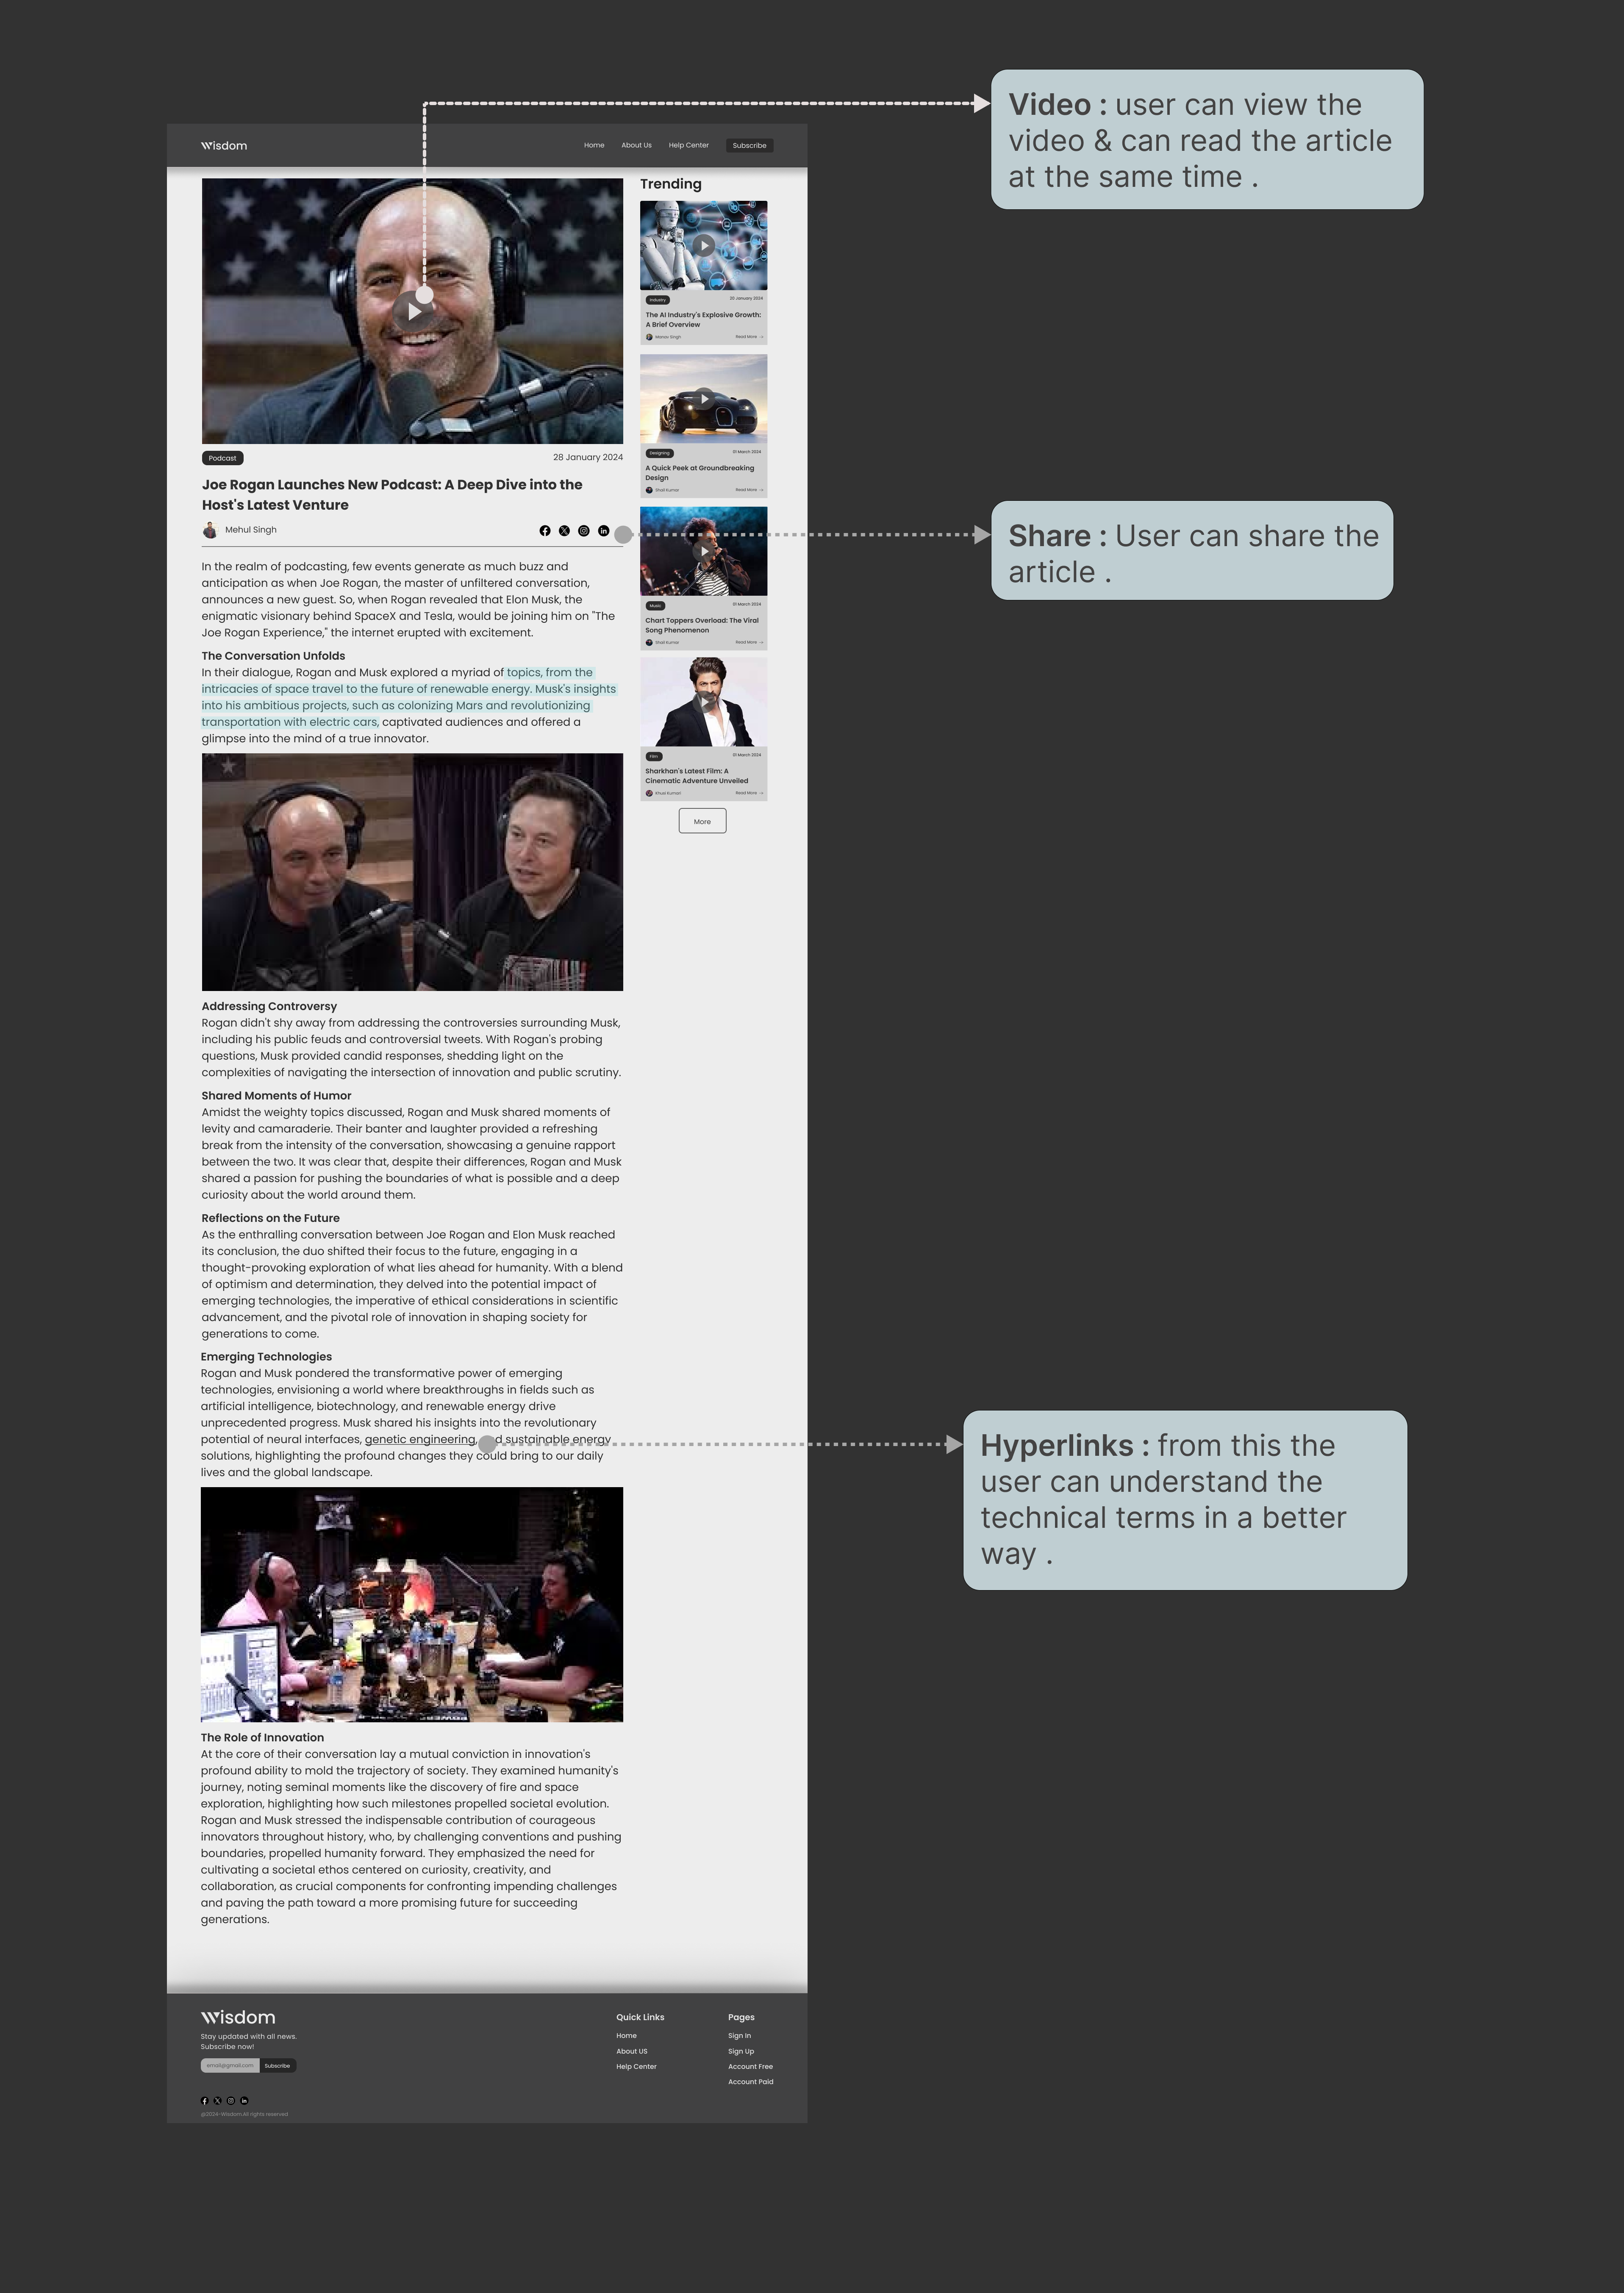 Video : user can view the
video & can read the article
at the same time .
Wisdom
Home
About Us
Help Center
Subscribe
Podcast
28 January 2024
Joe Rogan Launches New Podcast: A Deep Dive into the
Host's Latest Venture
Mehul Singh
Share : User can share the
article .
In the realm of podcasting, few events generate as much buzz and
anticipation as when Joe Rogan, the master of unfiltered conversation,
announces a new guest. So, when Rogan revealed that Elon Musk, the
enigmatic visionary behind SpaceX and Tesla, would be joining him on "The
Joe Rogan Experience," the internet erupted with excitement.
The Conversation Unfolds
In their dialogue, Rogan and Musk explored a myriad of topics, from the
intricacies of space travel to the future of renewable energy. Musk's insights
into his ambitious projects, such as colonizing Mars and revolutionizing
transportation with electric cars, captivated audiences and offered a
glimpse into the mind of a true innovator.
Addressing Controversy
Rogan didn't shy away from addressing the controversies surrounding Musk,
including his public feuds and controversial tweets. With Rogan's probing
questions, Musk provided candid responses, shedding light on the
complexities of navigating the intersection of innovation and public scrutiny.
Shared Moments of Humor
Amidst the weighty topics discussed, Rogan and Musk shared moments of
levity and camaraderie. Their banter and laughter provided a refreshing
break from the intensity of the conversation, showcasing a genuine rapport
between the two. It was clear that, despite their differences, Rogan and Musk
shared a passion for pushing the boundaries of what is possible and a deep
curiosity about the world around them.
Reflections on the Future
As the enthralling conversation between Joe Rogan and Elon Musk reached
its conclusion, the duo shifted their focus to the future, engaging in a
thought-provoking exploration of what lies ahead for humanity. With a blend
of optimism and determination, they delved into the potential impact of
emerging technologies, the imperative of ethical considerations in scientific
advancement, and the pivotal role of innovation in shaping society for
generations to come.
Emerging Technologies
Rogan and Musk pondered the transformative power of emerging
technologies, envisioning a world where breakthroughs in fields such as
artificial intelligence, biotechnology, and renewable energy drive
unprecedented progress. Musk shared his insights into the revolutionary
potential of neural interfaces, genetic engineering, sustainable energy
solutions, highlighting the profound changes they could bring to our daily
lives and the global landscape.
Hyperlinks : from this the
user can understand the
technical terms in a better
way .
The Role of Innovation
At the core of their conversation lay a mutual conviction in innovation's
profound ability to mold the trajectory of society. They examined humanity's
journey, noting seminal moments like the discovery of fire and space
exploration, highlighting how such milestones propelled societal evolution.
Rogan and Musk stressed the indispensable contribution of courageous
innovators throughout history, who, by challenging conventions and pushing
boundaries, propelled humanity forward. They emphasized the need for
cultivating a societal ethos centered on curiosity, creativity, and
collaboration, as crucial components for confronting impending challenges
and paving the path toward a more promising future for succeeding
generations.
Trending
Industry
20 January 2024
The AI Industry's Explosive Growth:
A Brief Overview
Manav Singh
Read More
Designing
01 March 2024
A Quick Peek at Groundbreaking
Design
Kumar
Read More
Music
01 March 2024
Chart Toppers Overload: The Viral
Song Phenomenon
Kumar
Read More
Film
01 March 2024
Sharkhan's Latest Film: A
Cinematic Adventure Unveiled
Khusi Kumari
Read More
More
Wisdom
Stay updated with all news.
Subscribe now!
email@gmail.com
Subscribe
@2024-Wisdom.All rights reserved
Quick Links
Home
About US
Help Center
Pages
Sign In
Sign Up
Account Free
Account Paid